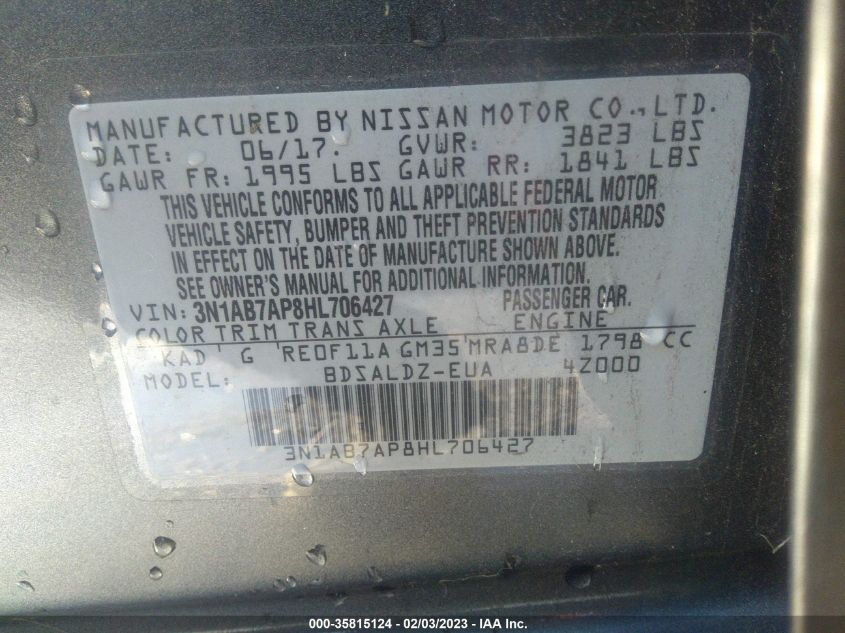 MANUFACTURED BY NISSAN MOTOR CO.,LTD.
DATE: 06/17. GVWR: 3823 LBS
GAWR FR: 1995 LBS GAWR RR: 1841 LBS
THIS VEHICLE CONFORMS TO ALL APPLICABLE FEDERAL MOTOR
VEHICLE SAFETY, BUMPER AND THEFT PREVENTION STANDARDS
IN EFFECT ON THE DATE OF MANUFACTURE SHOWN ABOVE.
SEE OWNER'S MANUAL FOR ADDITIONAL INFORMATION.
VIN: 3N1AB7AP8HL706427 PASSENGER CAR.
COLOR TRIM TRANS AXLE ENGINE
KAD G RE0F11A GM35 MRA8DE 1798 CC
MODEL: BDSALDZ-EUA 4Z000
3N1AB7AP8HL706427
000-35815124 - 02/03/2023 - IAA Inc.